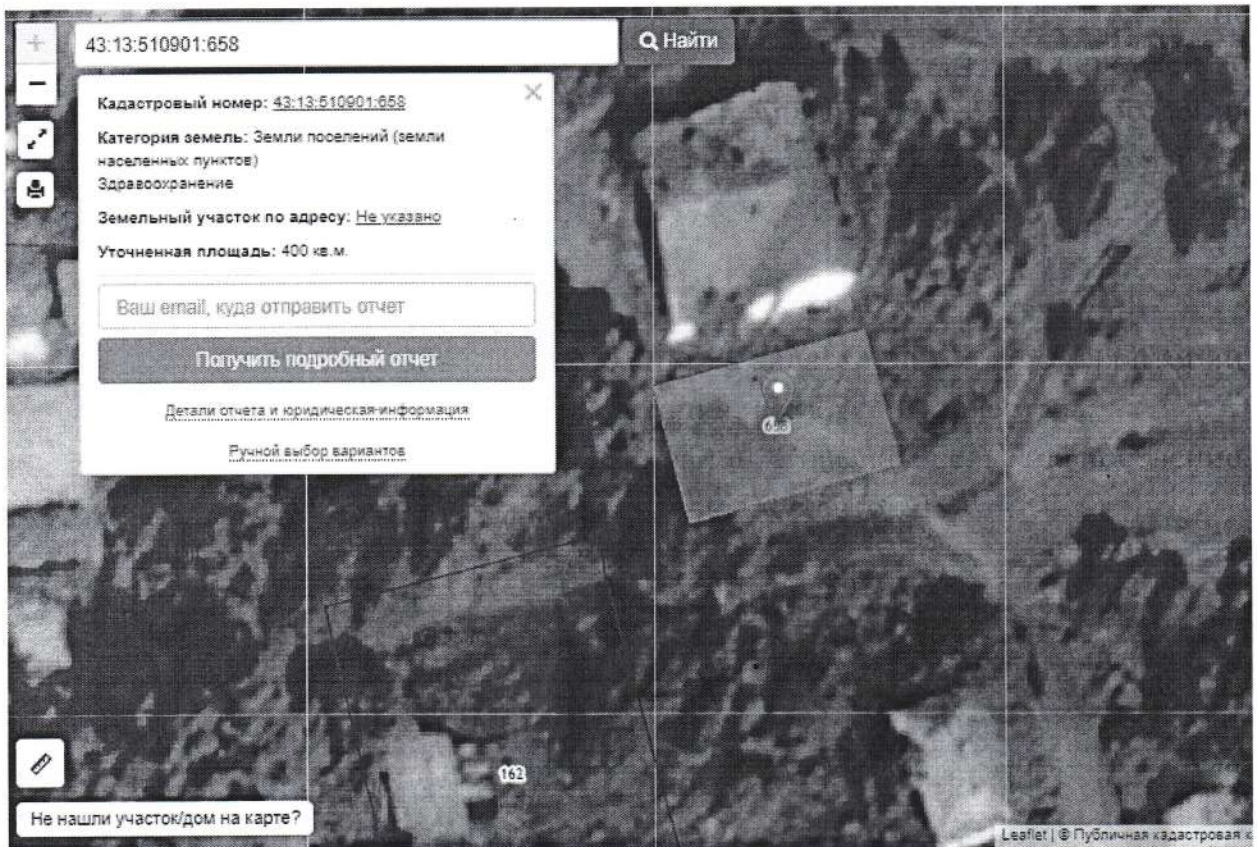 +
43:13:510901:658
Найти
−
×
Кадастровый номер: 43:13:510901:658
Категория земель: Земли поселений (земли
населенных пунктов)
Здравоохранение
Земельный участок по адресу: Не указано
Уточненная площадь: 400 кв.м.
Ваш email, куда отправить отчет
Получить подробный отчет
Детали отчета и юридическая информация
Ручной выбор вариантов
658
162
Не нашли участок/дом на карте?
Leaflet | © Публичная кадастровая к